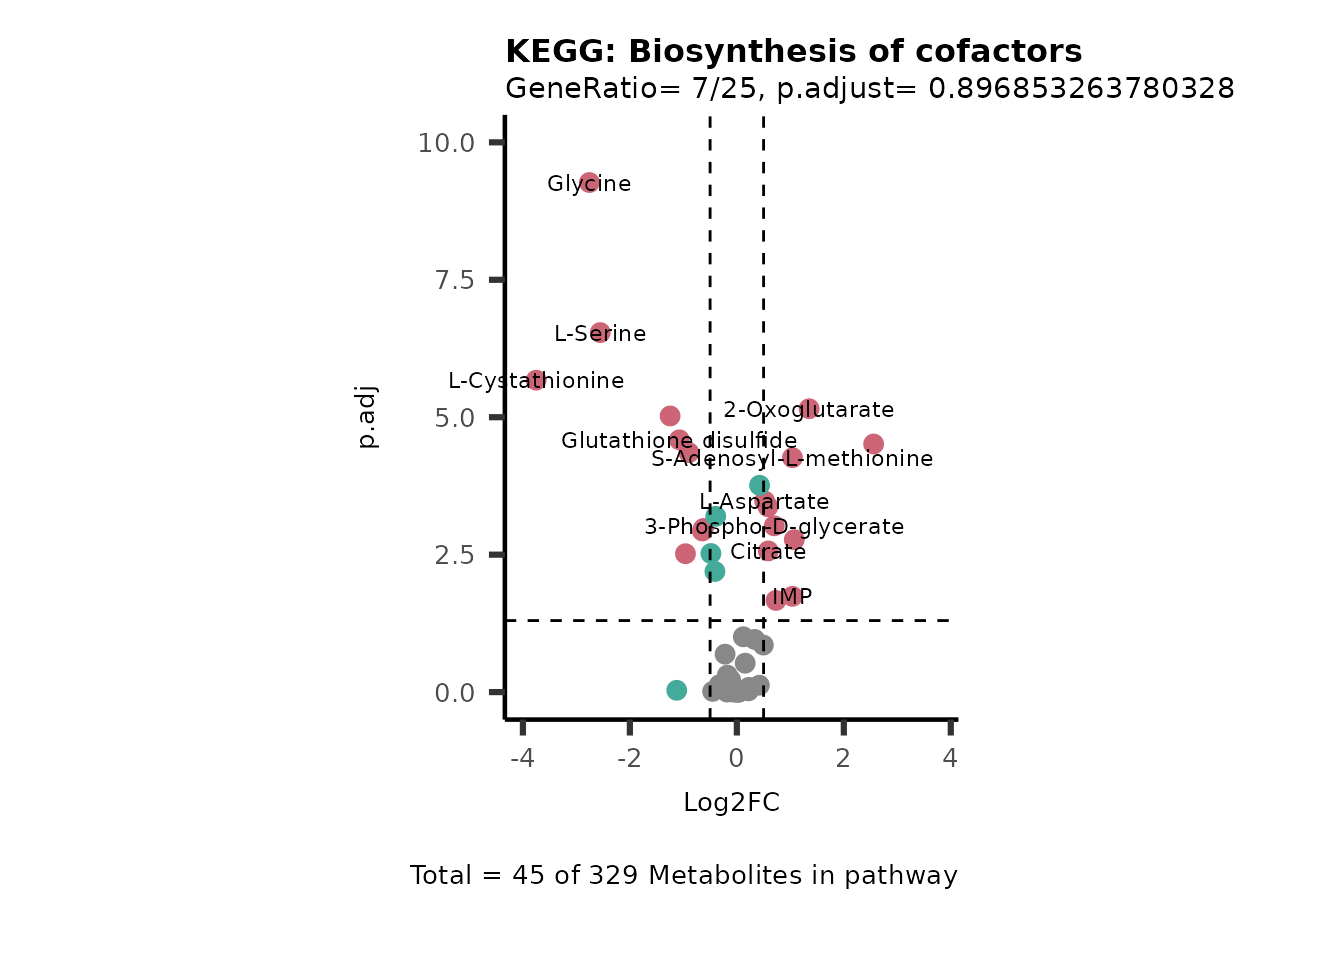 KEGG: Biosynthesis of cofactors
GeneRatio= 7/25, p.adjust= 0.896853263780328
10.0
Glycine
7.5
L-Serine
L-Cystathionine
p.adj
5.0
2-Oxoglutarate
Glutathione disulfide
S-Adenosyl-L-methionine
L-Aspartate
3-Phospho-D-glycerate
2.5
Citrate
IMP
0.0
-4 -2 0 2 4
Log2FC
Total = 45 of 329 Metabolites in pathway